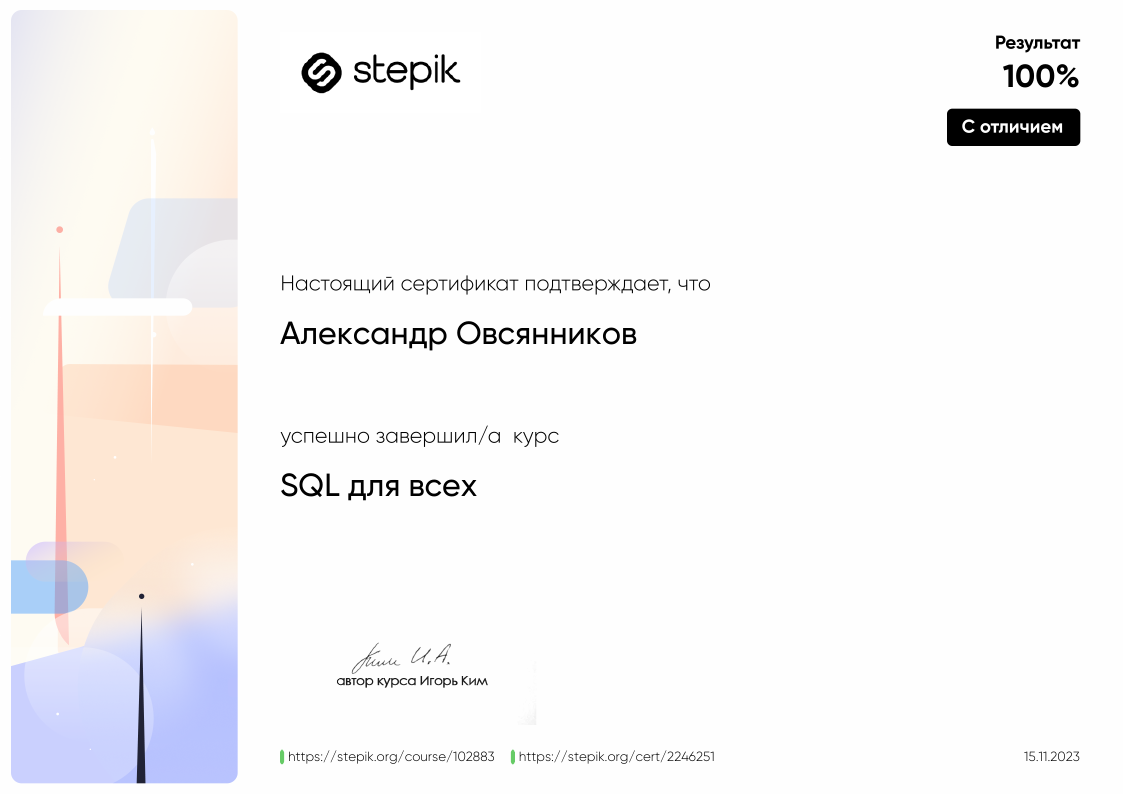 stepik
Результат
100%
С отличием
Настоящий сертификат подтверждает, что
Александр Овсянников
успешно завершил/а курс
SQL для всех
Ким И.А.
автор курса Игорь Ким
https://stepik.org/course/102883 https://stepik.org/cert/2246251 15.11.2023